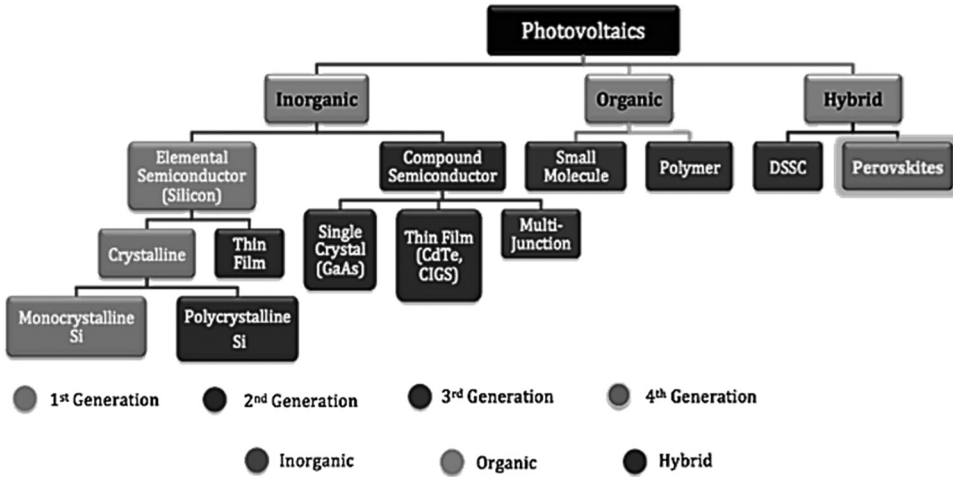 Photovoltaics
Inorganic
Organic
Hybrid
Elemental
Semiconductor
(Silicon)
Compound
Semiconductor
Small
Molecule
Polymer
DSSC
Perovskites
Crystalline
Thin
Film
Single
Crystal
(GaAs)
Thin Film
(CdTe,
CIGS)
Multi-
Junction
Monocrystalline
Si
Polycrystalline
Si
1st Generation
2nd Generation
3rd Generation
4th Generation
Inorganic
Organic
Hybrid